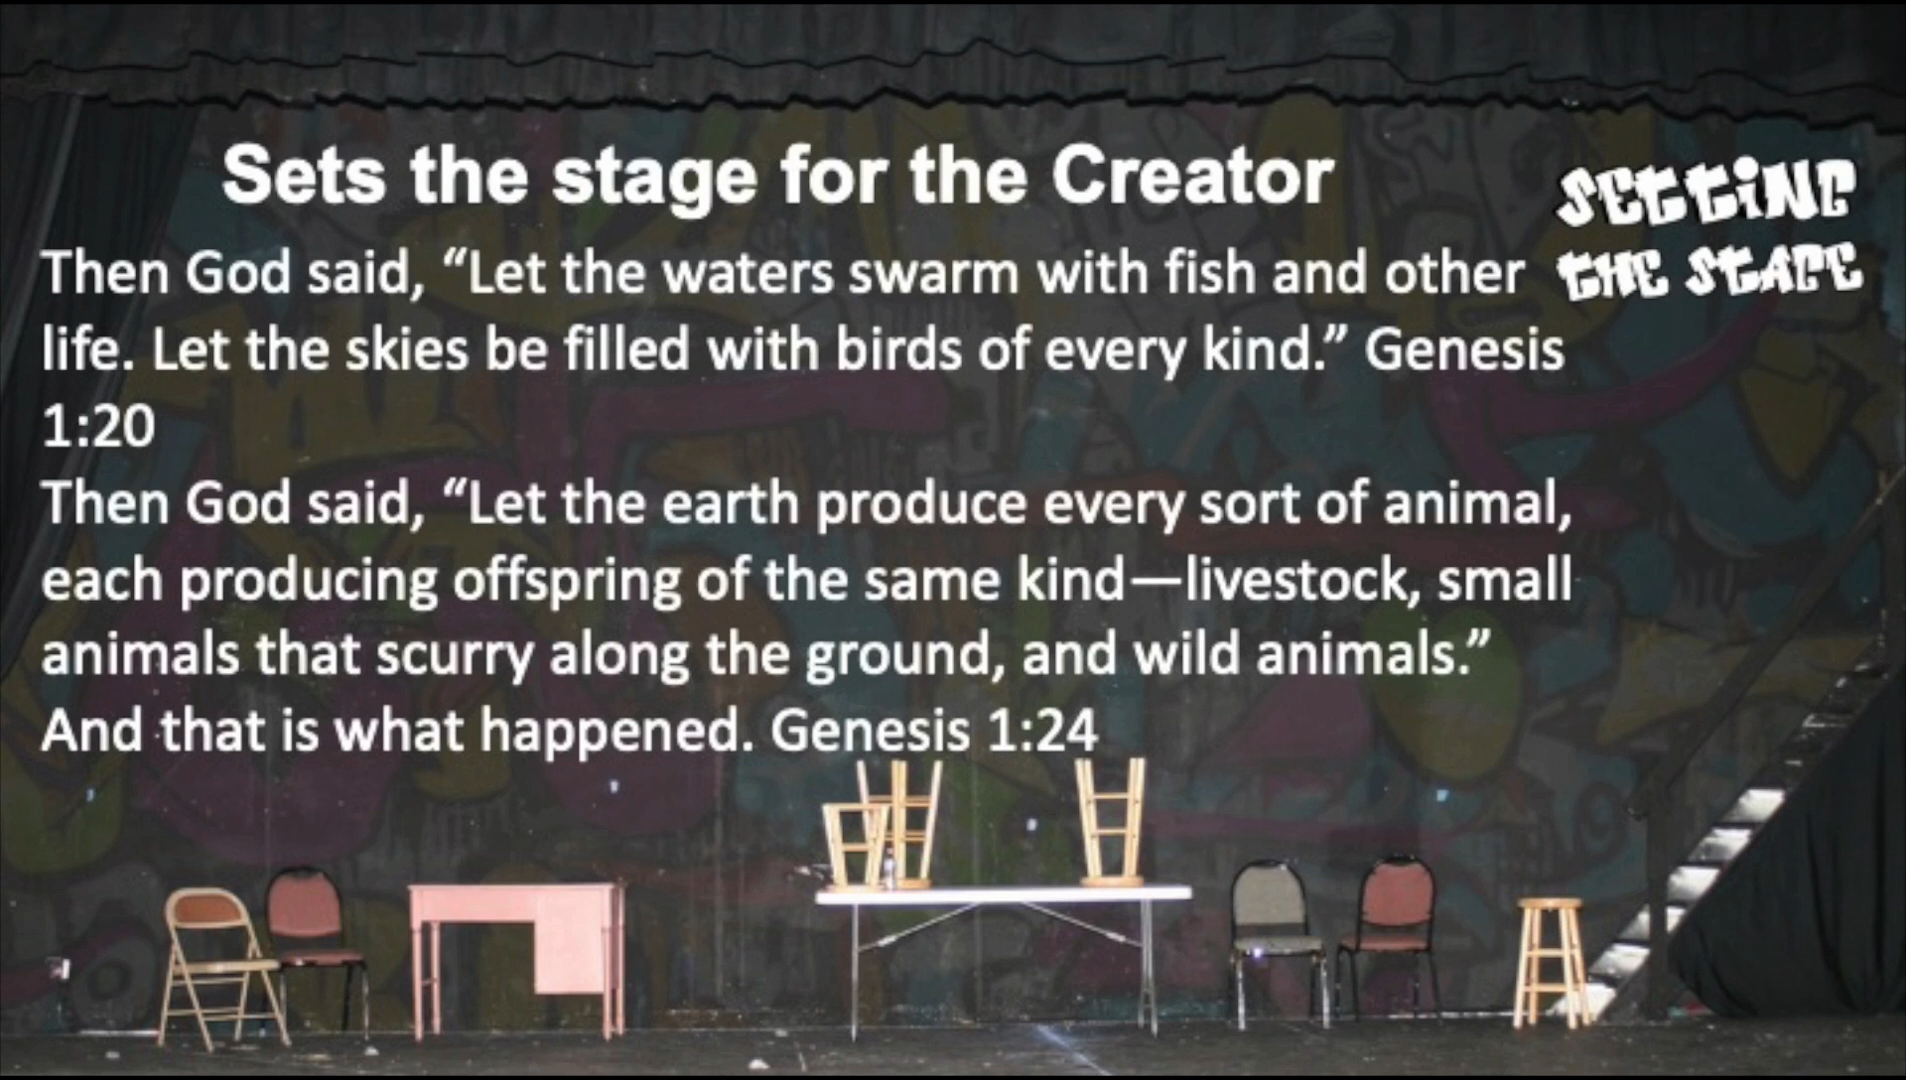 Sets the stage for the Creator
SETTING
THE STAGE
Then God said, “Let the waters swarm with fish and other
life. Let the skies be filled with birds of every kind.” Genesis
1:20
Then God said, “Let the earth produce every sort of animal,
each producing offspring of the same kind—livestock, small
animals that scurry along the ground, and wild animals.”
And that is what happened. Genesis 1:24